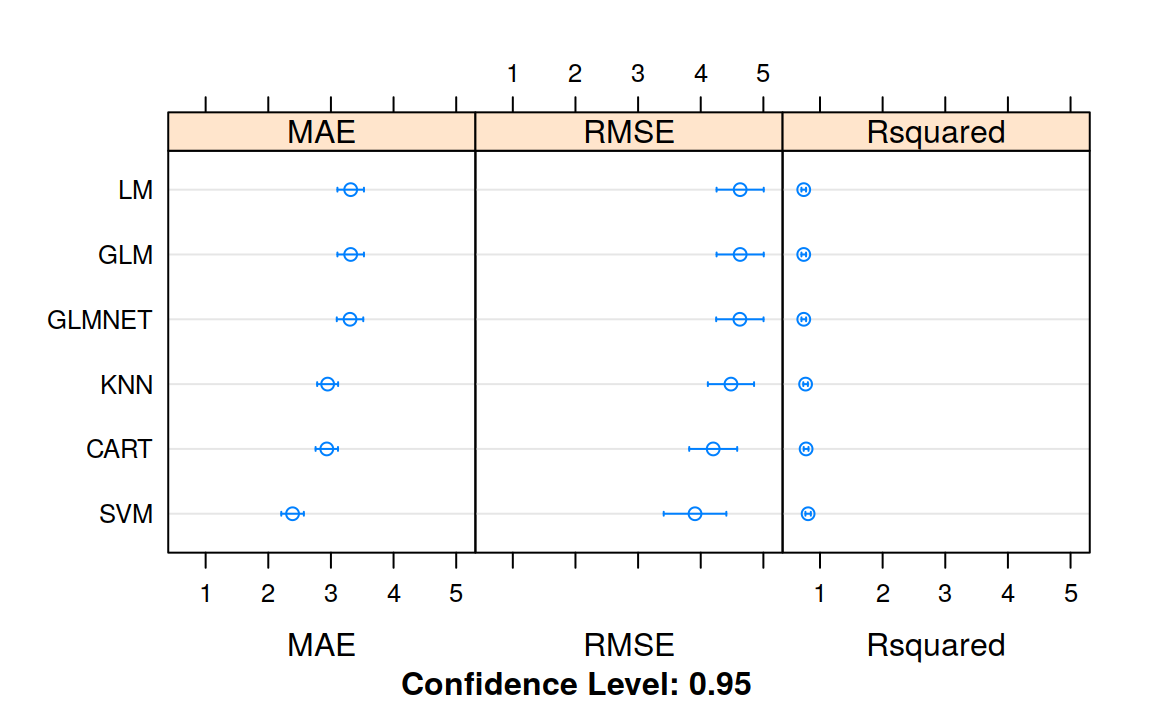 1 2 3 4 5
MAE RMSE Rsquared
LM
GLM
GLMNET
KNN
CART
SVM
1 2 3 4 5 1 2 3 4 5
MAE RMSE Rsquared
Confidence Level: 0.95